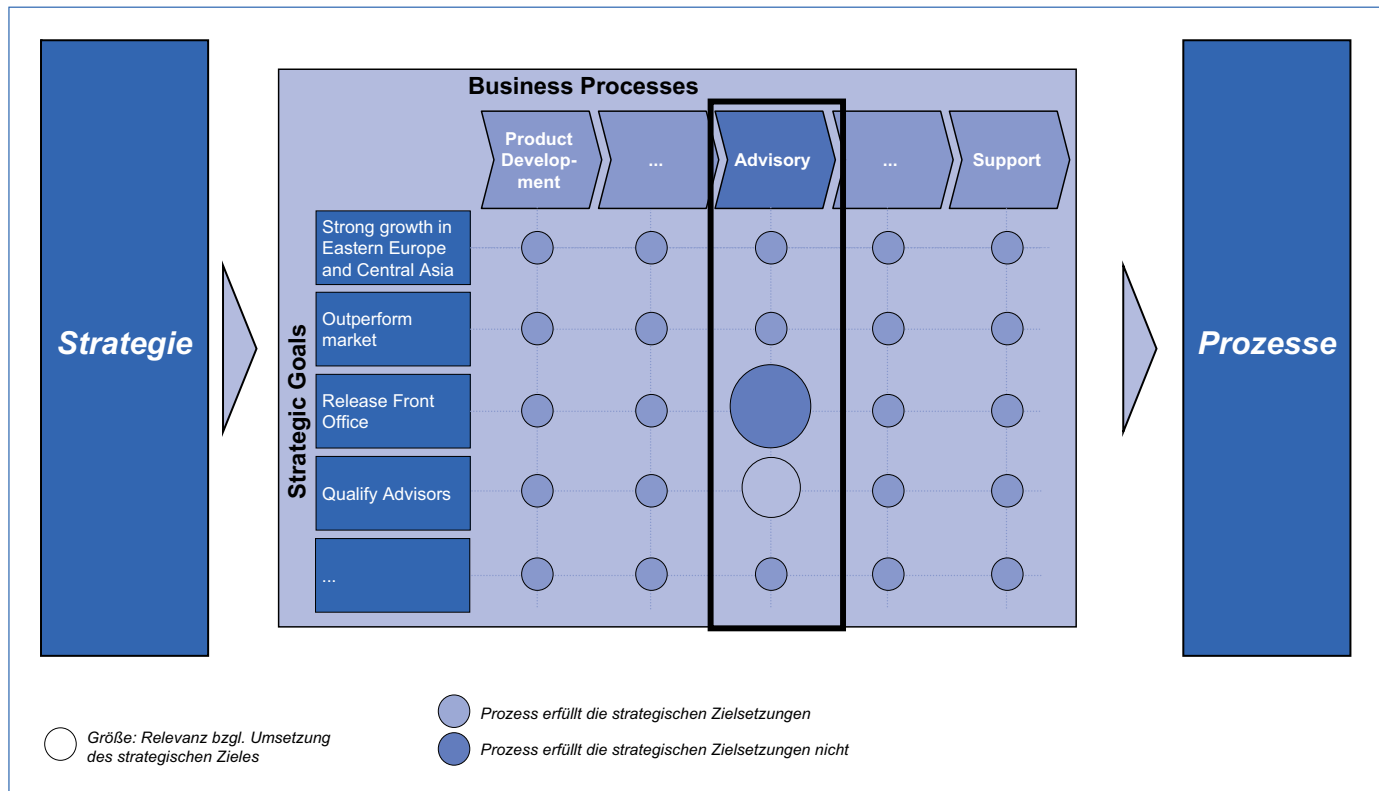 Business Processes
Product
Develop-
ment
...
Advisory
...
Support
Strategie
Strategic Goals
Strong growth in
Eastern Europe
and Central Asia
Outperform
market
Release Front
Office
Qualify Advisors
...
Prozesse
Größe: Relevanz bzgl. Umsetzung
des strategischen Zieles
Prozess erfüllt die strategischen Zielsetzungen
Prozess erfüllt die strategischen Zielsetzungen nicht